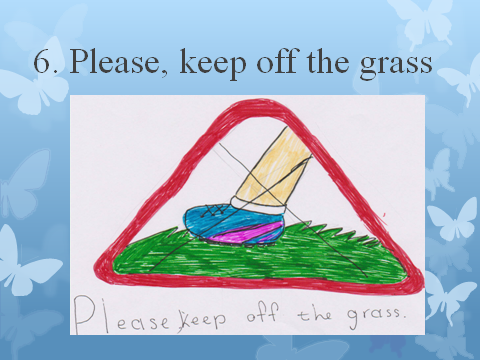 6. Please, keep off the grass
Please, keep off the grass.